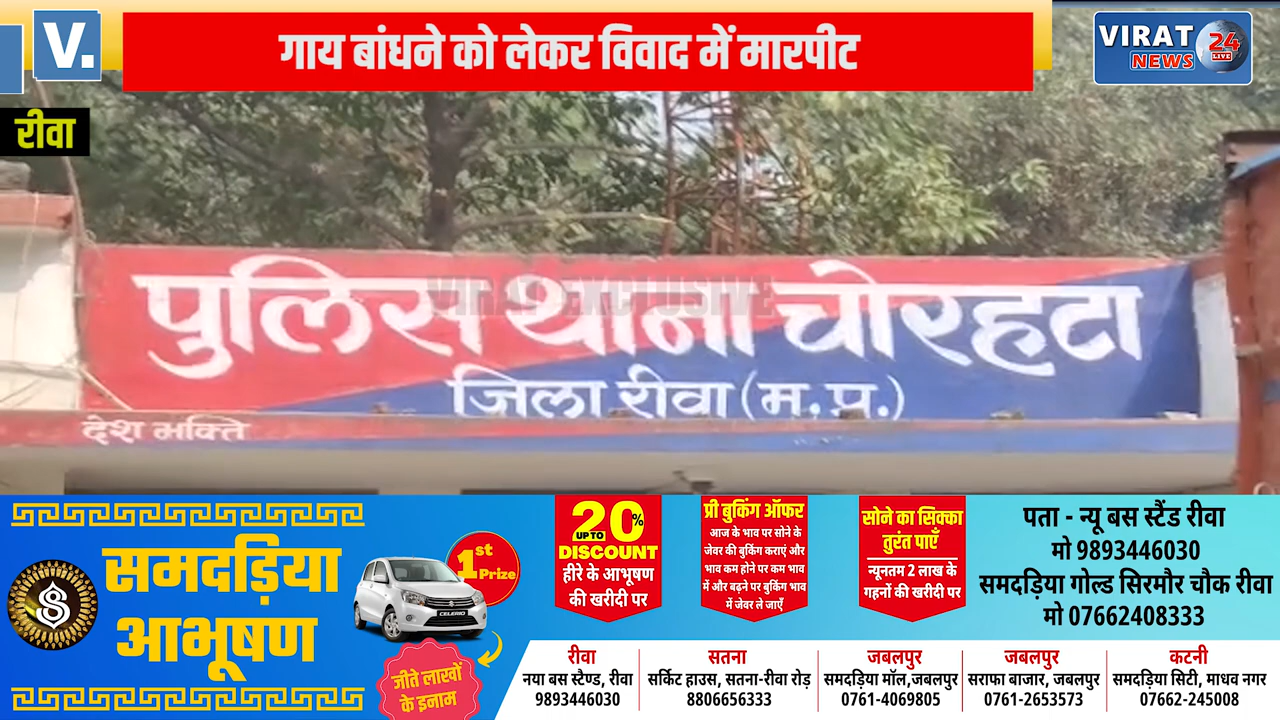 V.
गाय बांधने को लेकर विवाद में मारपीट
VIRAT
NEWS
24
LIVE
रीवा
VIRAT EXCLUSIVE
पुलिस थाना चोरहटा
जिला रीवा (म. प्र.)
देश भक्ति
समदड़िया
आभूषण
S
1st
Prize
CELERIO
जीते लाखों
के इनाम
UP TO 20%
DISCOUNT
हीरे के आभूषण
की खरीदी पर
प्री बुकिंग ऑफर
आज के भाव पर सोने के
जेवर की बुकिंग कराएं और
भाव कम होने पर कम भाव
में और बढ़ने पर बुकिंग भाव
में जेवर ले जाएँ
सोने का सिक्का
तुरंत पाएँ
न्यूनतम 2 लाख के
गहनों की खरीदी पर
पता - न्यू बस स्टैंड रीवा
मो 9893446030
समदड़िया गोल्ड सिरमौर चौक रीवा
मो 07662408333
रीवा
नया बस स्टैण्ड, रीवा
9893446030
सतना
सर्किट हाउस, सतना-रीवा रोड़
8806656333
जबलपुर
समदड़िया मॉल,जबलपुर
0761-4069805
जबलपुर
सराफा बाजार, जबलपुर
0761-2653573
कटनी
समदड़िया सिटी, माधव नगर
07662-245008